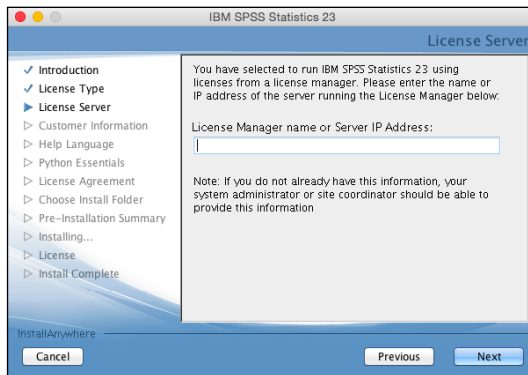 IBM SPSS Statistics 23
License Server
Introduction
License Type
License Server
Customer Information
Help Language
Python Essentials
License Agreement
Choose Install Folder
Pre-Installation Summary
Installing...
License
Install Complete
You have selected to run IBM SPSS Statistics 23 using
licenses from a license manager. Please enter the name or
IP address of the server running the License Manager below:
License Manager name or Server IP Address:
Note: If you do not already have this information, your
system administrator or site coordinator should be able to
provide this information
InstallAnywhere
Cancel
Previous
Next